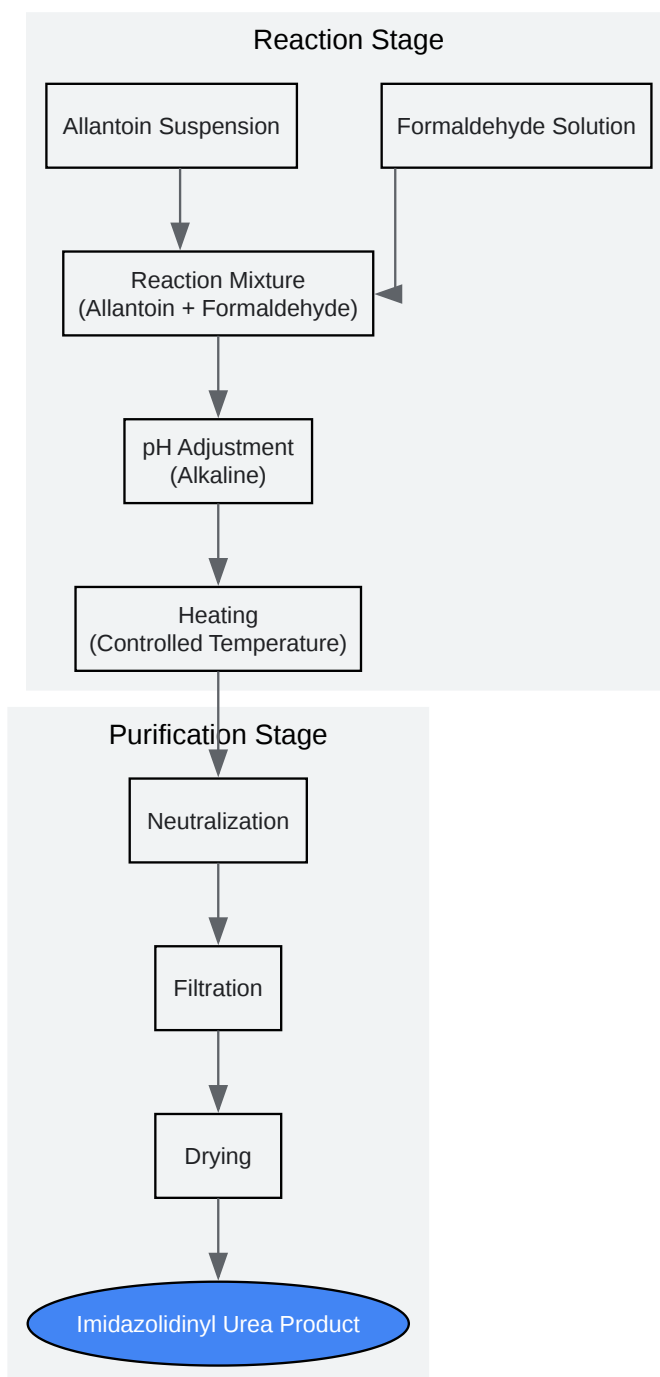 Reaction Stage
Allantoin Suspension
Formaldehyde Solution
Reaction Mixture
(Allantoin + Formaldehyde)
pH Adjustment
(Alkaline)
Heating
(Controlled Temperature)
Purification Stage
Neutralization
Filtration
Drying
Imidazolidinyl Urea Product